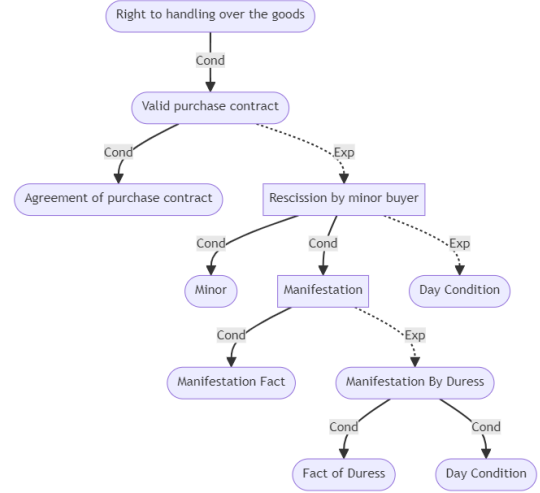 Right to handling over the goods
Cond
Valid purchase contract
Cond
Exp
Agreement of purchase contract
Rescission by minor buyer
Cond
Cond
Exp
Minor
Manifestation
Day Condition
Cond
Exp
Manifestation Fact
Manifestation By Duress
Cond
Cond
Fact of Duress
Day Condition